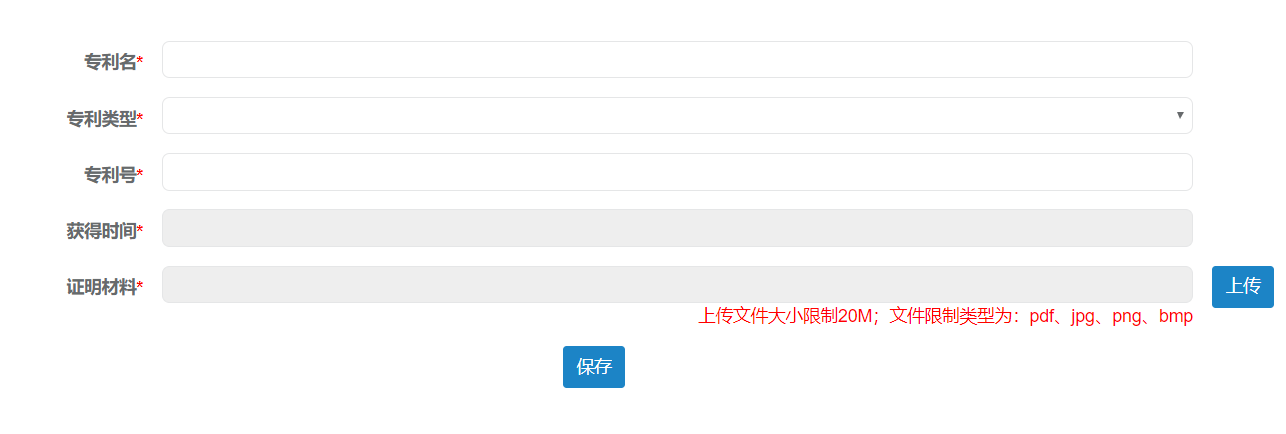 专利名*
专利类型*
专利号*
获得时间*
证明材料*
上传
上传文件大小限制20M；文件限制类型为：pdf、jpg、png、bmp
保存